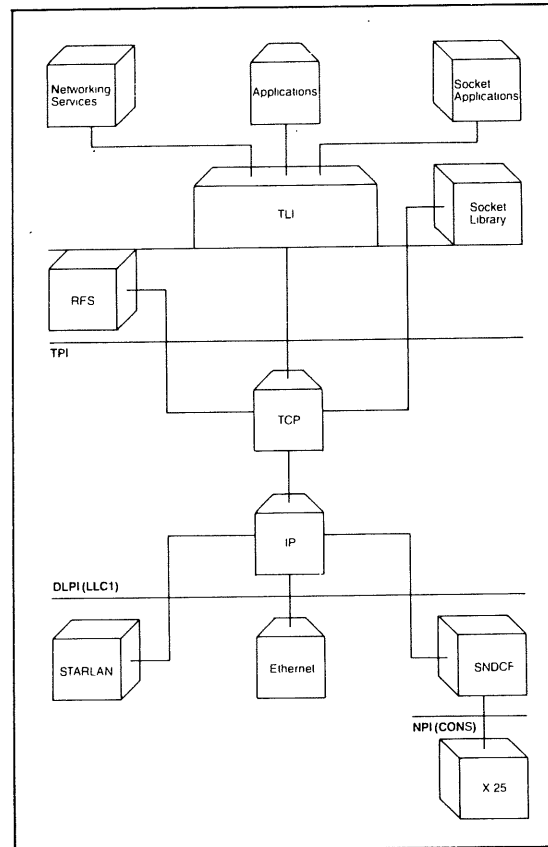 Networking
Services
Applications
Socket
Applications
TLI
Socket
Library
RFS
TPI
TCP
IP
DLPI (LLC1)
STARLAN
Ethernet
SNDCF
NPI (CONS)
X 25